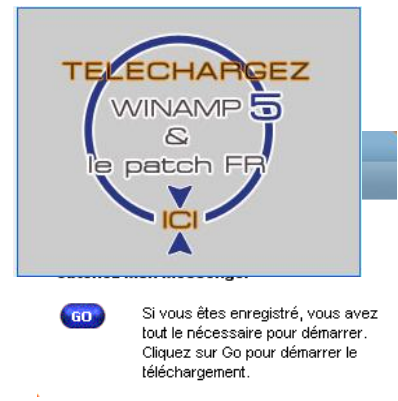 TELECHARGEZ
WINAMP 5
&
le patch FR
ICI
GO
Si vous êtes enregistré, vous avez
tout le nécessaire pour démarrer.
Cliquez sur Go pour démarrer le
téléchargement.